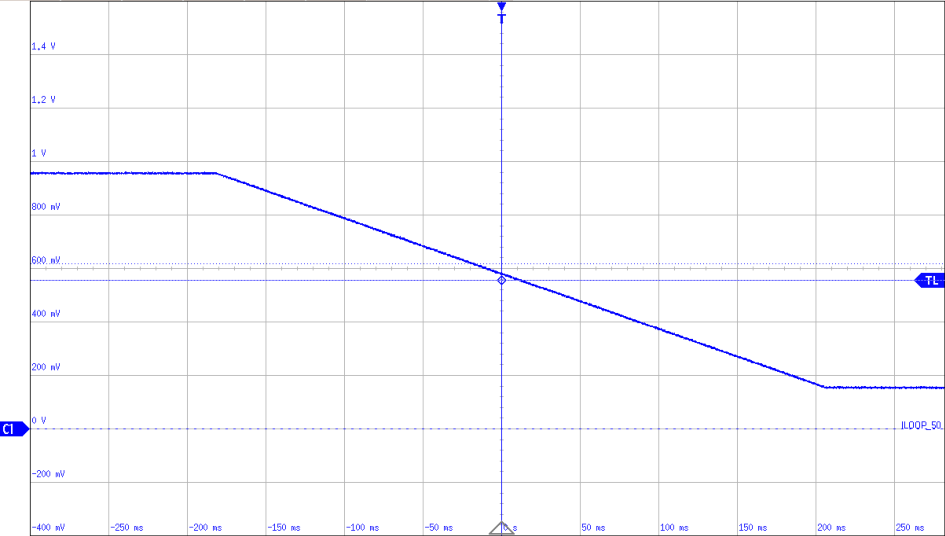 T
1.4 V
1.2 V
1 V
800 mV
600 mV
TL
400 mV
200 mV
0 V
C1
ILOOP_50
-200 mV
-400 mV
-250 ms
-200 ms
-150 ms
-100 ms
-50 ms
0 s
50 ms
100 ms
150 ms
200 ms
250 ms